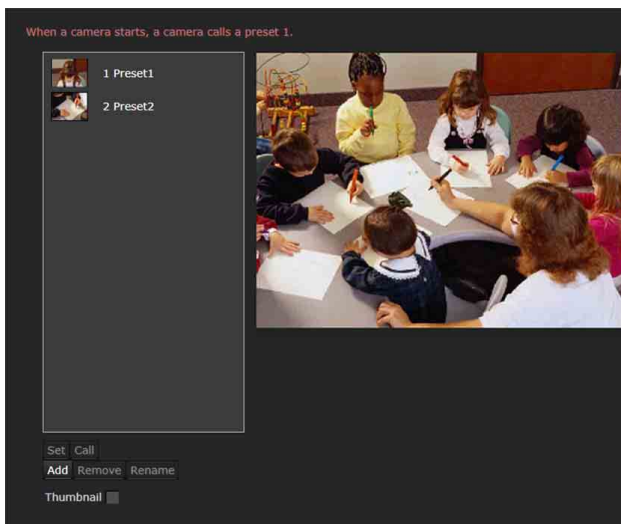 When a camera starts, a camera calls a preset 1.
1 Preset1
2 Preset2
Set Call
Add Remove Rename
Thumbnail